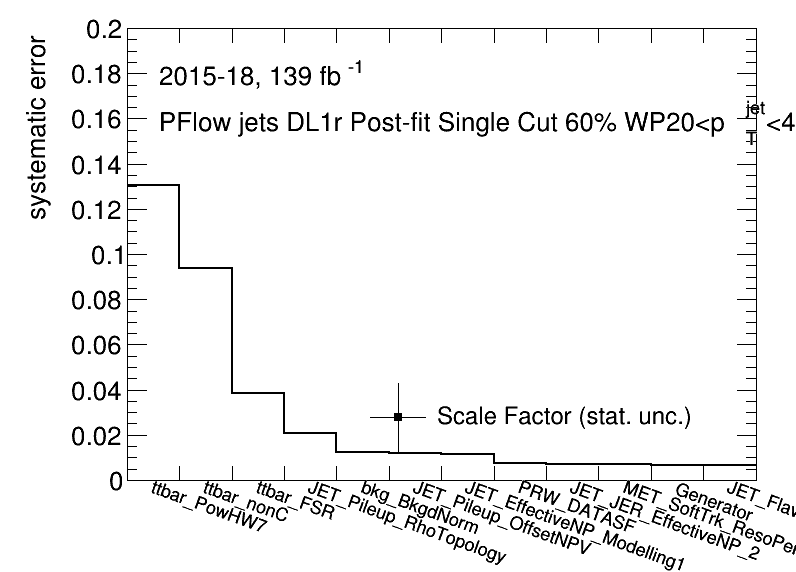 systematic error
0.2
0.18
0.16
0.14
0.12
0.1
0.08
0.06
0.04
0.02
0
2015-18, 139 fb -1
PFlow jets DL1r Post-fit Single Cut 60% WP20<p jet T <4
Scale Factor (stat. unc.)
ttbar_PowHW7
ttbar_nonC
ttbar_FSR
JET_Pileup_RhoTopology
bkg_BkgdNorm
JET_Pileup_OffsetNPV
JET_EffectiveNP_Modelling1
PRW_DATASF
JET_JER_EffectiveNP_2
MET_SoftTrk_ResoPer
Generator
JET_Flav